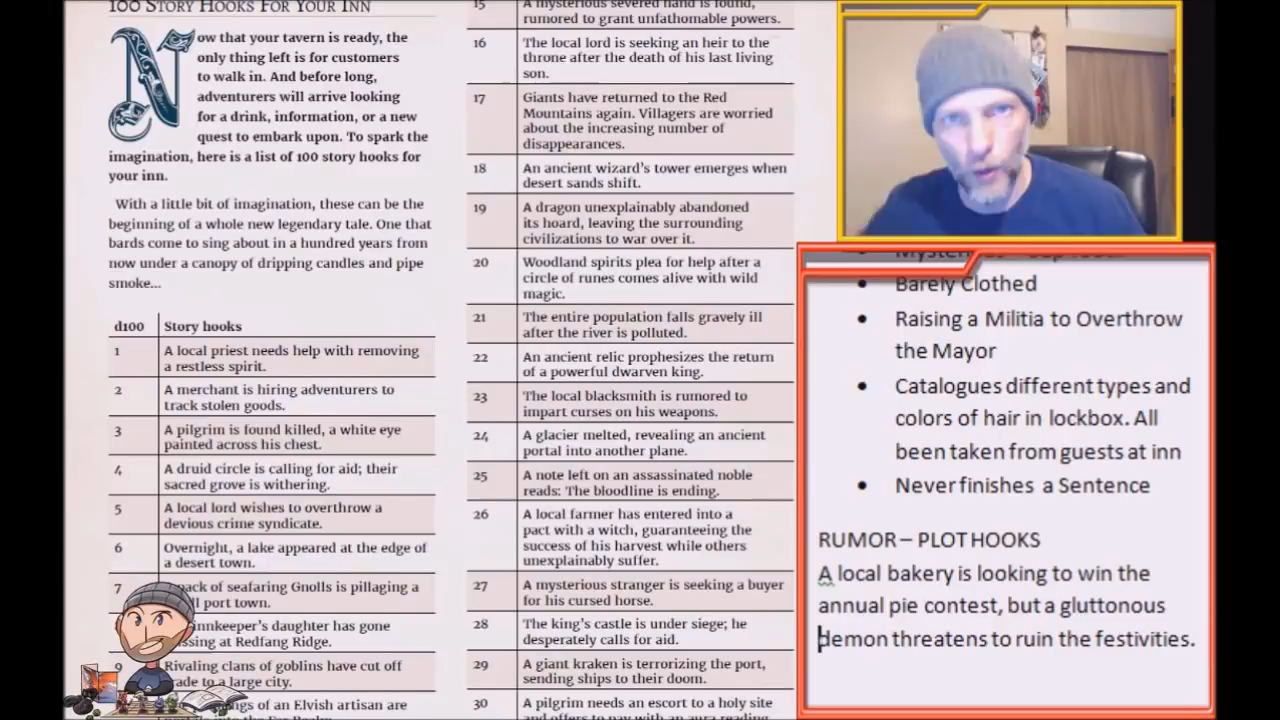 100 STORY HOOKS FOR YOUR INN
Now that your tavern is ready, the
only thing left is for customers
to walk in. And before long,
adventurers will arrive looking
for a drink, information, or a new
quest to embark upon. To spark the
imagination, here is a list of 100 story hooks for
your inn.
With a little bit of imagination, these can be the
beginning of a whole new legendary tale. One that
bards come to sing about in a hundred years from
now under a canopy of dripping candles and pipe
smoke...
d100 Story hooks
1 A local priest needs help with removing
a restless spirit.
2 A merchant is hiring adventurers to
track stolen goods.
3 A pilgrim is found killed, a white eye
painted across his chest.
4 A druid circle is calling for aid; their
sacred grove is withering.
5 A local lord wishes to overthrow a
devious crime syndicate.
6 Overnight, a lake appeared at the edge of
a desert town.
7 pack of seafaring Gnolls is pillaging a
port town.
innkeeper's daughter has gone
missing at Redfang Ridge.
9 Rivaling clans of goblins have cut off
trade to a large city.
of an Elvish artisan are
15 A mysterious severed hand is found,
rumored to grant unfathomable powers.
16 The local lord is seeking an heir to the
throne after the death of his last living
son.
17 Giants have returned to the Red
Mountains again. Villagers are worried
about the increasing number of
disappearances.
18 An ancient wizard's tower emerges when
desert sands shift.
19 A dragon unexplainably abandoned
its hoard, leaving the surrounding
civilizations to war over it.
20 Woodland spirits plea for help after a
circle of runes comes alive with wild
magic.
21 The entire population falls gravely ill
after the river is polluted.
22 An ancient relic prophesizes the return
of a powerful dwarven king.
23 The local blacksmith is rumored to
impart curses on his weapons.
24 A glacier melted, revealing an ancient
portal into another plane.
25 A note left on an assassinated noble
reads: The bloodline is ending.
26 A local farmer has entered into a
pact with a witch, guaranteeing the
success of his harvest while others
unexplainably suffer.
27 A mysterious stranger is seeking a buyer
for his cursed horse.
28 The king's castle is under siege; he
desperately calls for aid.
29 A giant kraken is terrorizing the port,
sending ships to their doom.
30 A pilgrim needs an escort to a holy site
and offers to pay with an aura reading
• Barely Clothed
• Raising a Militia to Overthrow
the Mayor
• Catalogues different types and
colors of hair in lockbox. All
been taken from guests at inn
• Never finishes a Sentence
RUMOR – PLOT HOOKS
A local bakery is looking to win the
annual pie contest, but a gluttonous
demon threatens to ruin the festivities.